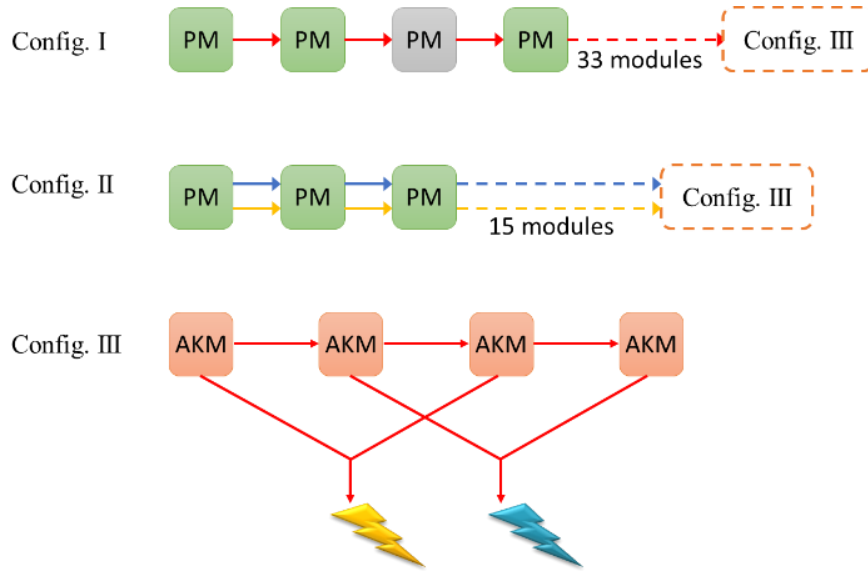 Config. I
PM PM PM PM
33 modules
Config. III
Config. II
PM PM PM
15 modules
Config. III
Config. III
AKM AKM AKM AKM